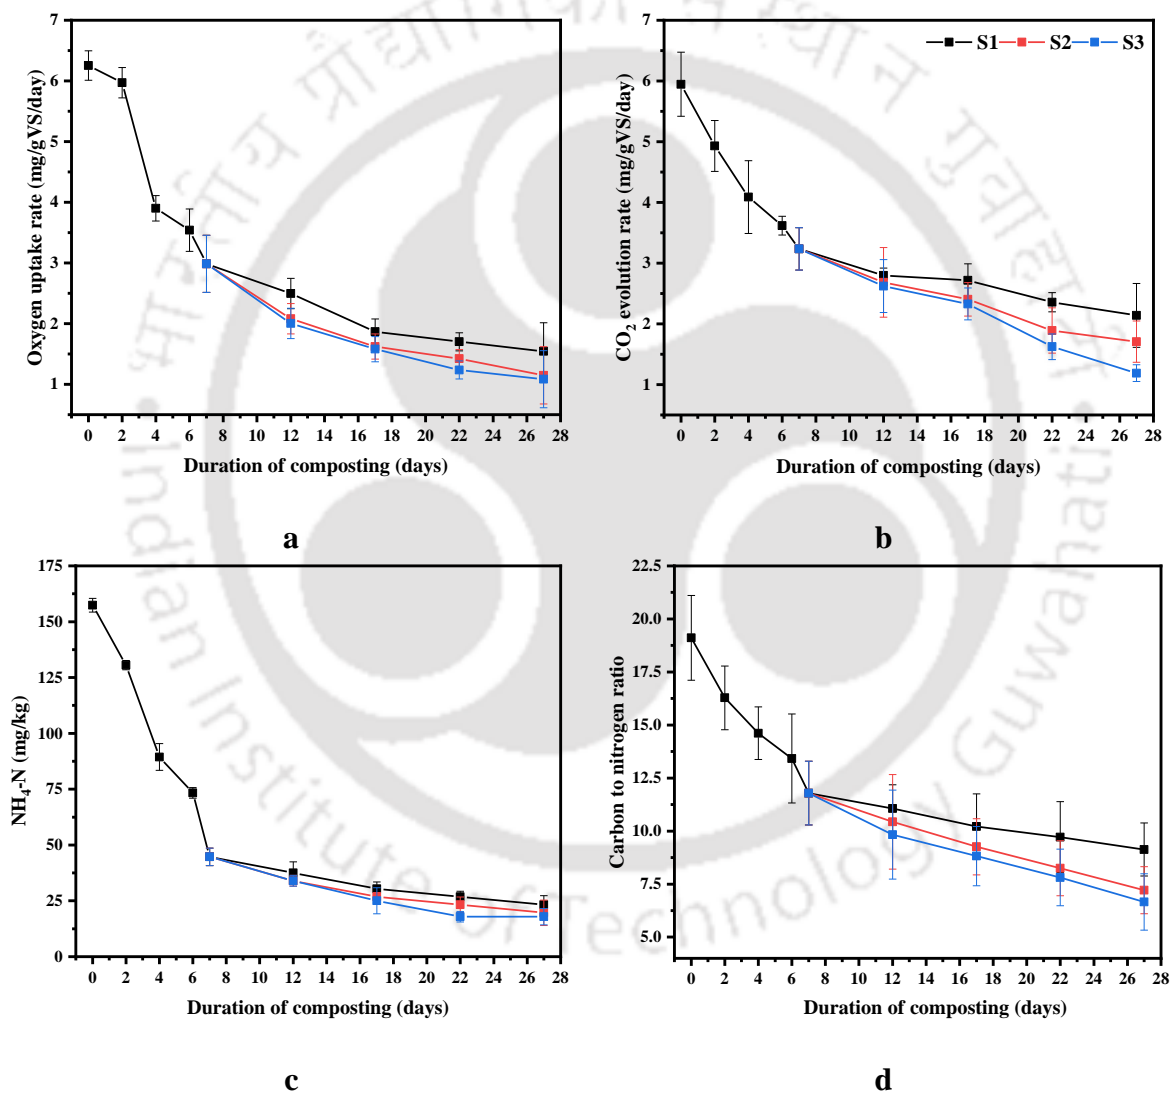 7
6
5
4
3
2
1
Oxygen uptake rate (mg/gVS/day)
0 2 4 6 8 10 12 14 16 18 20 22 24 26 28
Duration of composting (days)
a
S1 S2 S3
7
6
5
4
3
2
1
CO₂ evolution rate (mg/gVS/day)
0 2 4 6 8 10 12 14 16 18 20 22 24 26 28
Duration of composting (days)
b
175
150
125
100
75
50
25
0
NH₄-N (mg/kg)
0 2 4 6 8 10 12 14 16 18 20 22 24 26 28
Duration of composting (days)
c
22.5
20.0
17.5
15.0
12.5
10.0
7.5
5.0
Carbon to nitrogen ratio
0 2 4 6 8 10 12 14 16 18 20 22 24 26 28
Duration of composting (days)
d
Indian Institute of Technology Guwahati